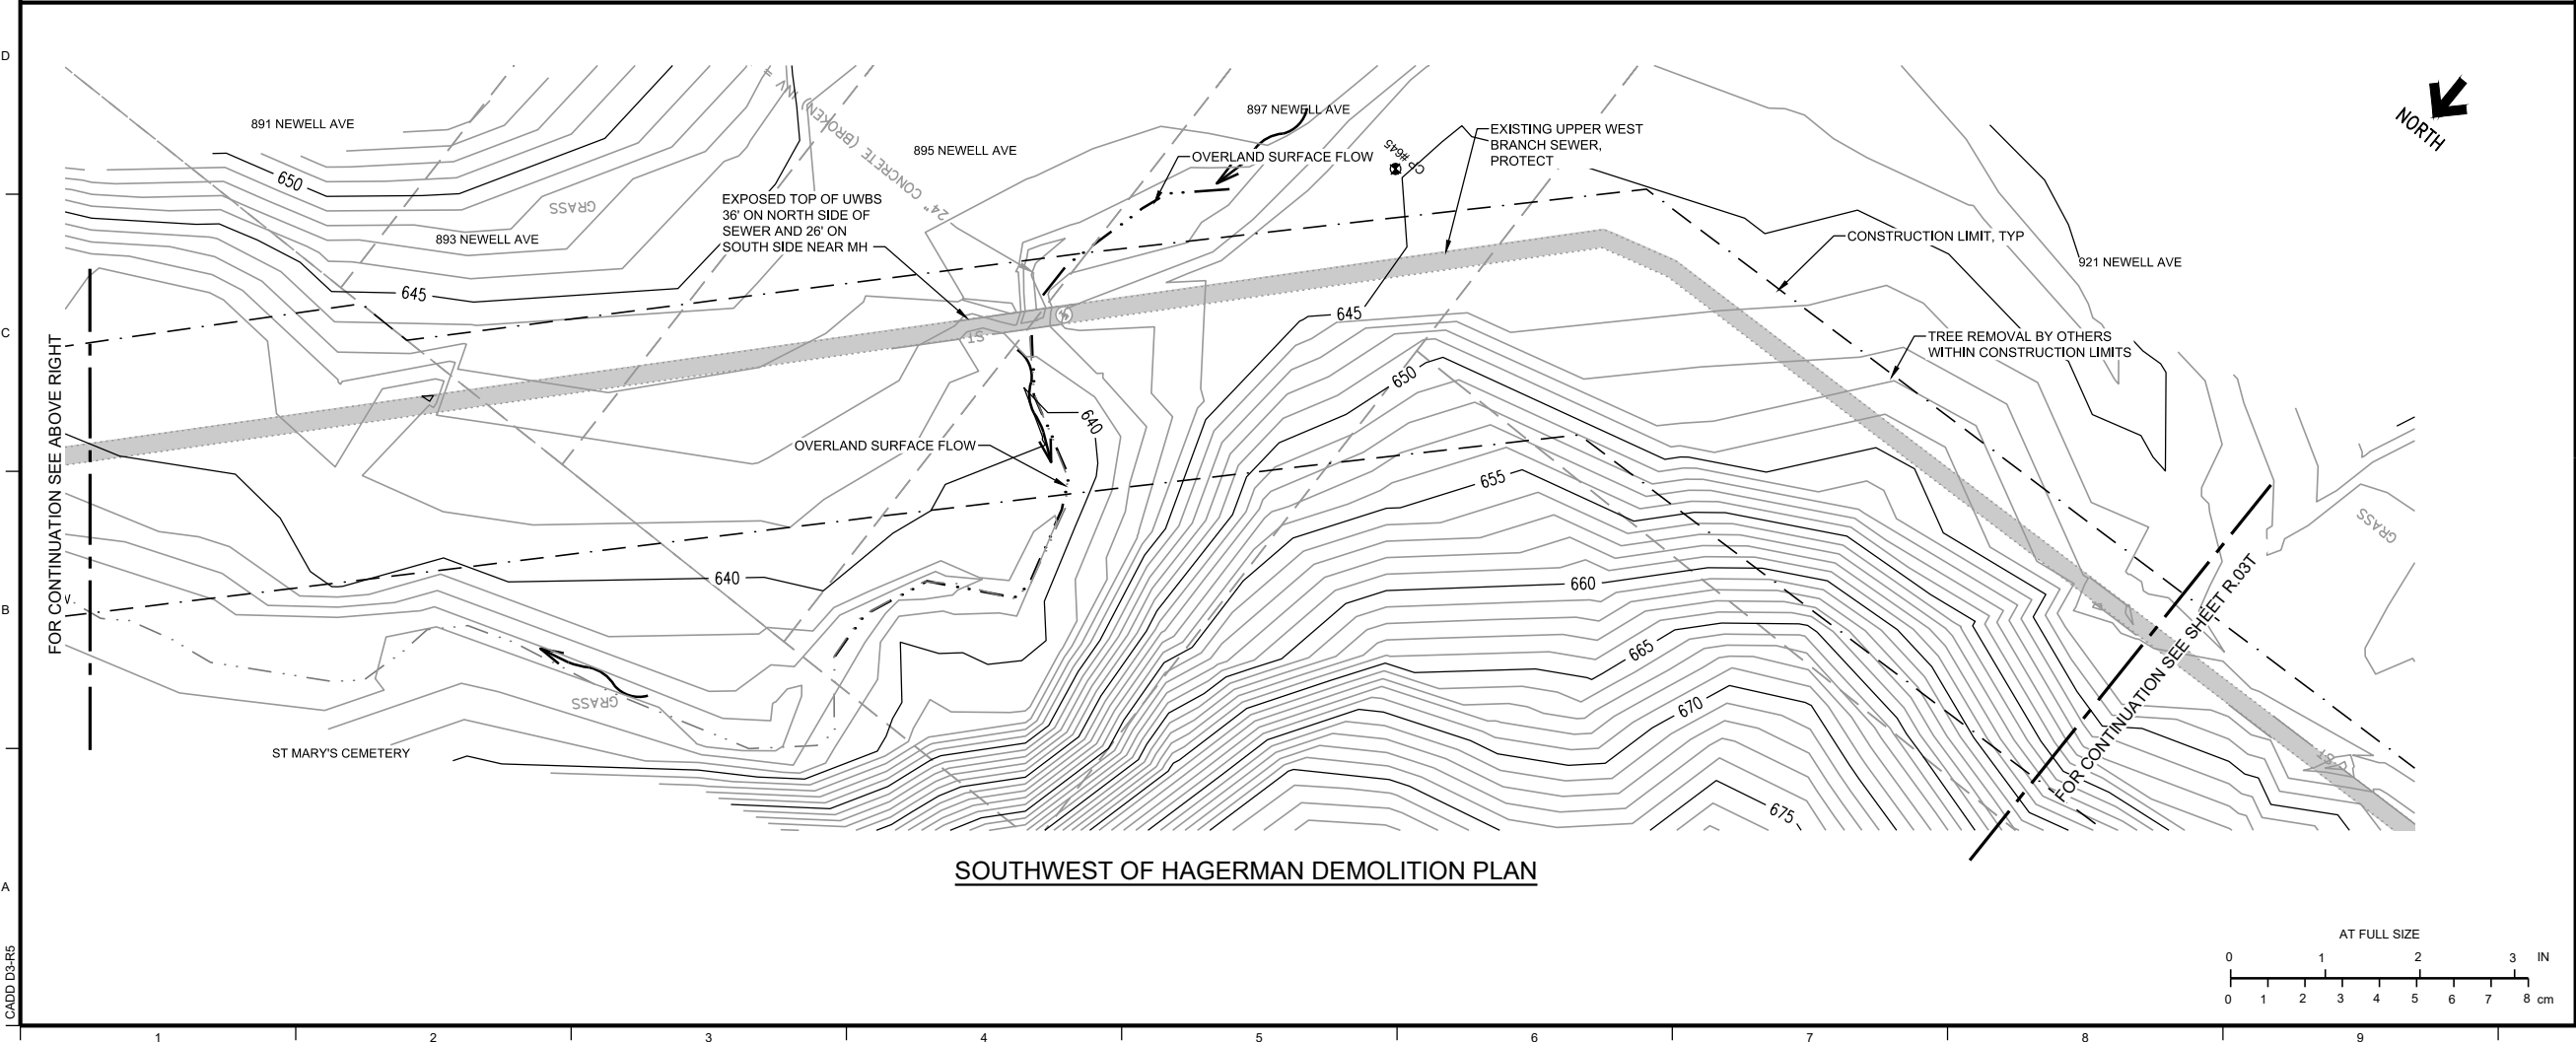 D
891 NEWELL AVE
24" CONCRETE (BROKEN) INV =
895 NEWELL AVE
897 NEWELL AVE
OVERLAND SURFACE FLOW
CP #645
EXISTING UPPER WEST
BRANCH SEWER,
PROTECT
NORTH
650
GRASS
893 NEWELL AVE
EXPOSED TOP OF UWBS
36' ON NORTH SIDE OF
SEWER AND 26' ON
SOUTH SIDE NEAR MH
CONSTRUCTION LIMIT, TYP
921 NEWELL AVE
645
C
ST
645
TREE REMOVAL BY OTHERS
WITHIN CONSTRUCTION LIMITS
FOR CONTINUATION SEE ABOVE RIGHT
650
640
OVERLAND SURFACE FLOW
655
GRASS
640
660
B
665
FOR CONTINUATION SEE SHEET R.03T
GRASS
670
ST MARY'S CEMETERY
ST
675
SOUTHWEST OF HAGERMAN DEMOLITION PLAN
A
AT FULL SIZE
0 1 2 3 IN
0 1 2 3 4 5 6 7 8 cm
CADD D3-R5
1 2 3 4 5 6 7 8 9